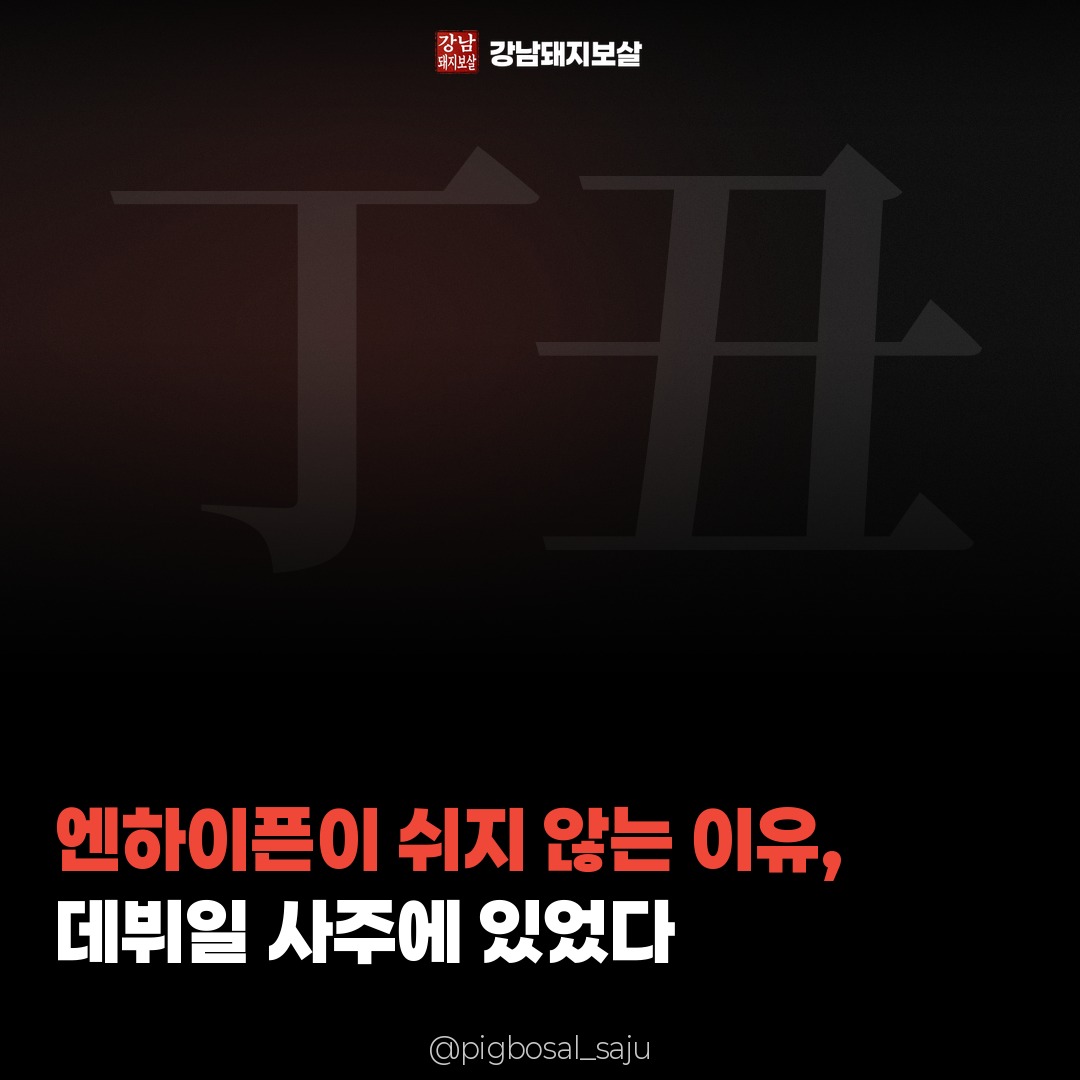 강남
돼지보살
강남돼지보살
丁丑
엔하이픈이 쉬지 않는 이유,
데뷔일 사주에 있었다
@pigbosal_saju